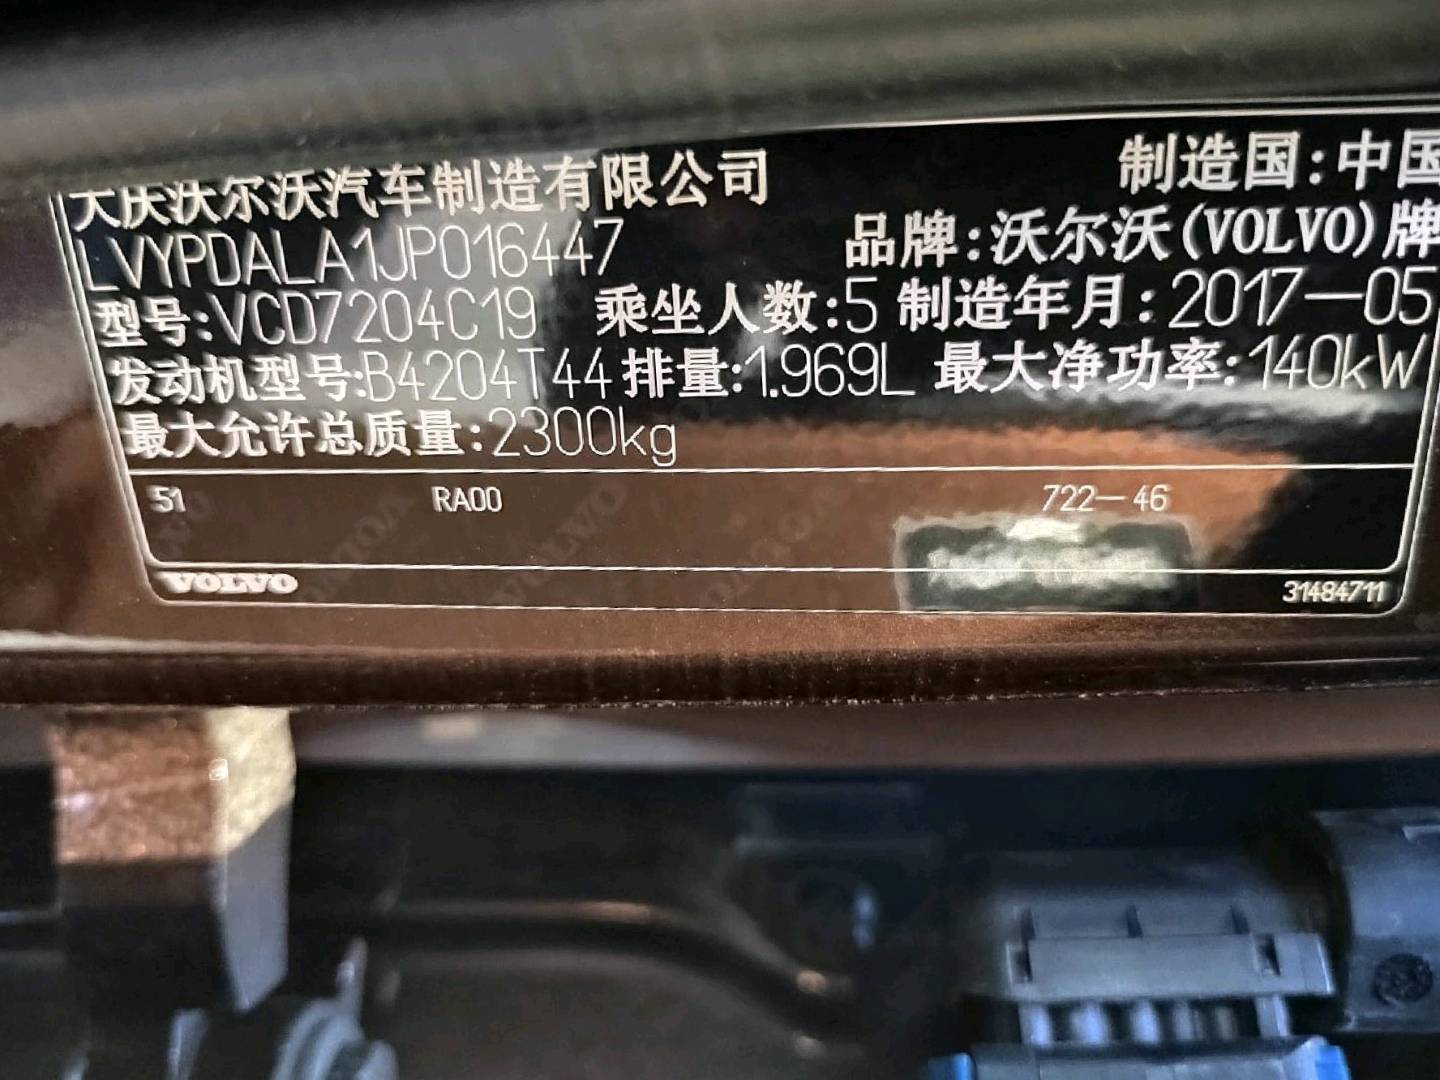 大庆沃尔沃汽车制造有限公司 制造国:中国
LVYPDALA1JP016447 品牌:沃尔沃(VOLVO)牌
型号:VCD7204C19 乘坐人数:5 制造年月:2017-05
发动机型号:B4204T44 排量:1.969L 最大净功率:140kW
最大允许总质量:2300kg
51 RA00 722-46
VOLVO 31484711